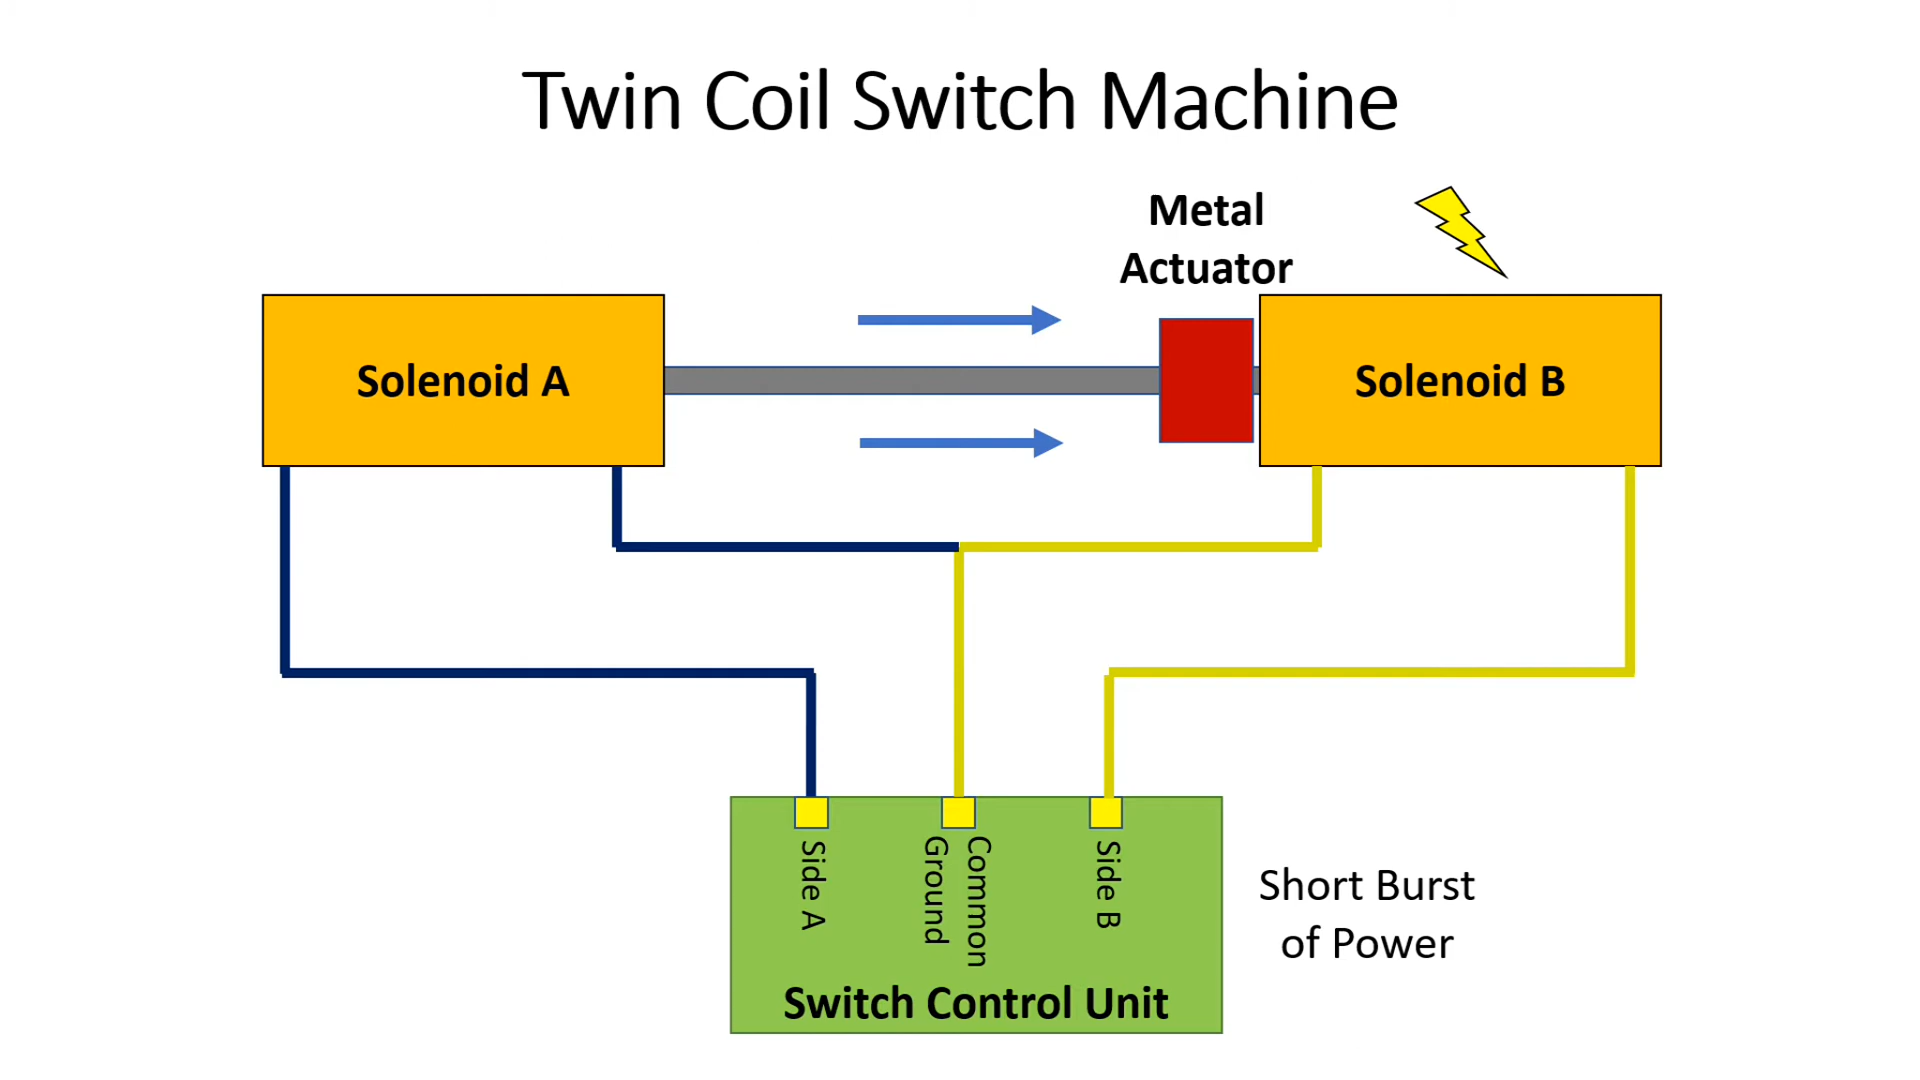 Twin Coil Switch Machine
Metal
Actuator
Solenoid A
Solenoid B
Side A
Common
Ground
Side B
Switch Control Unit
Short Burst
of Power